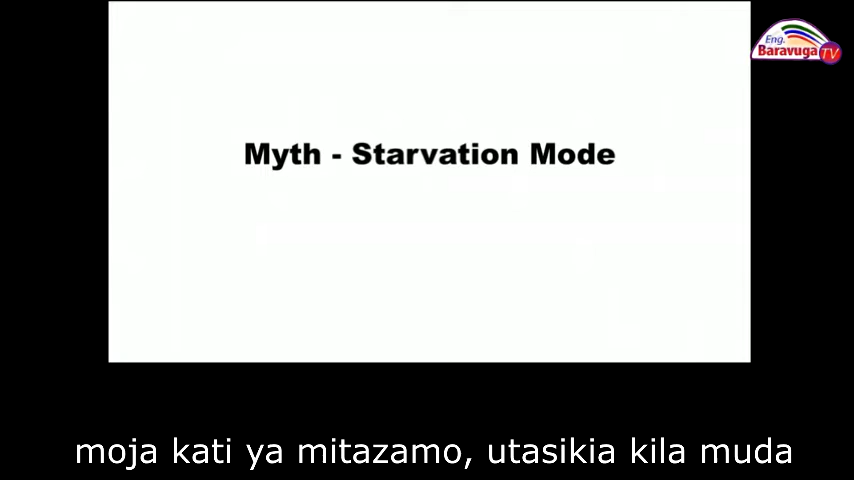 Eng.
Baravuga TV
Myth - Starvation Mode
moja kati ya mitazamo, utasikia kila muda